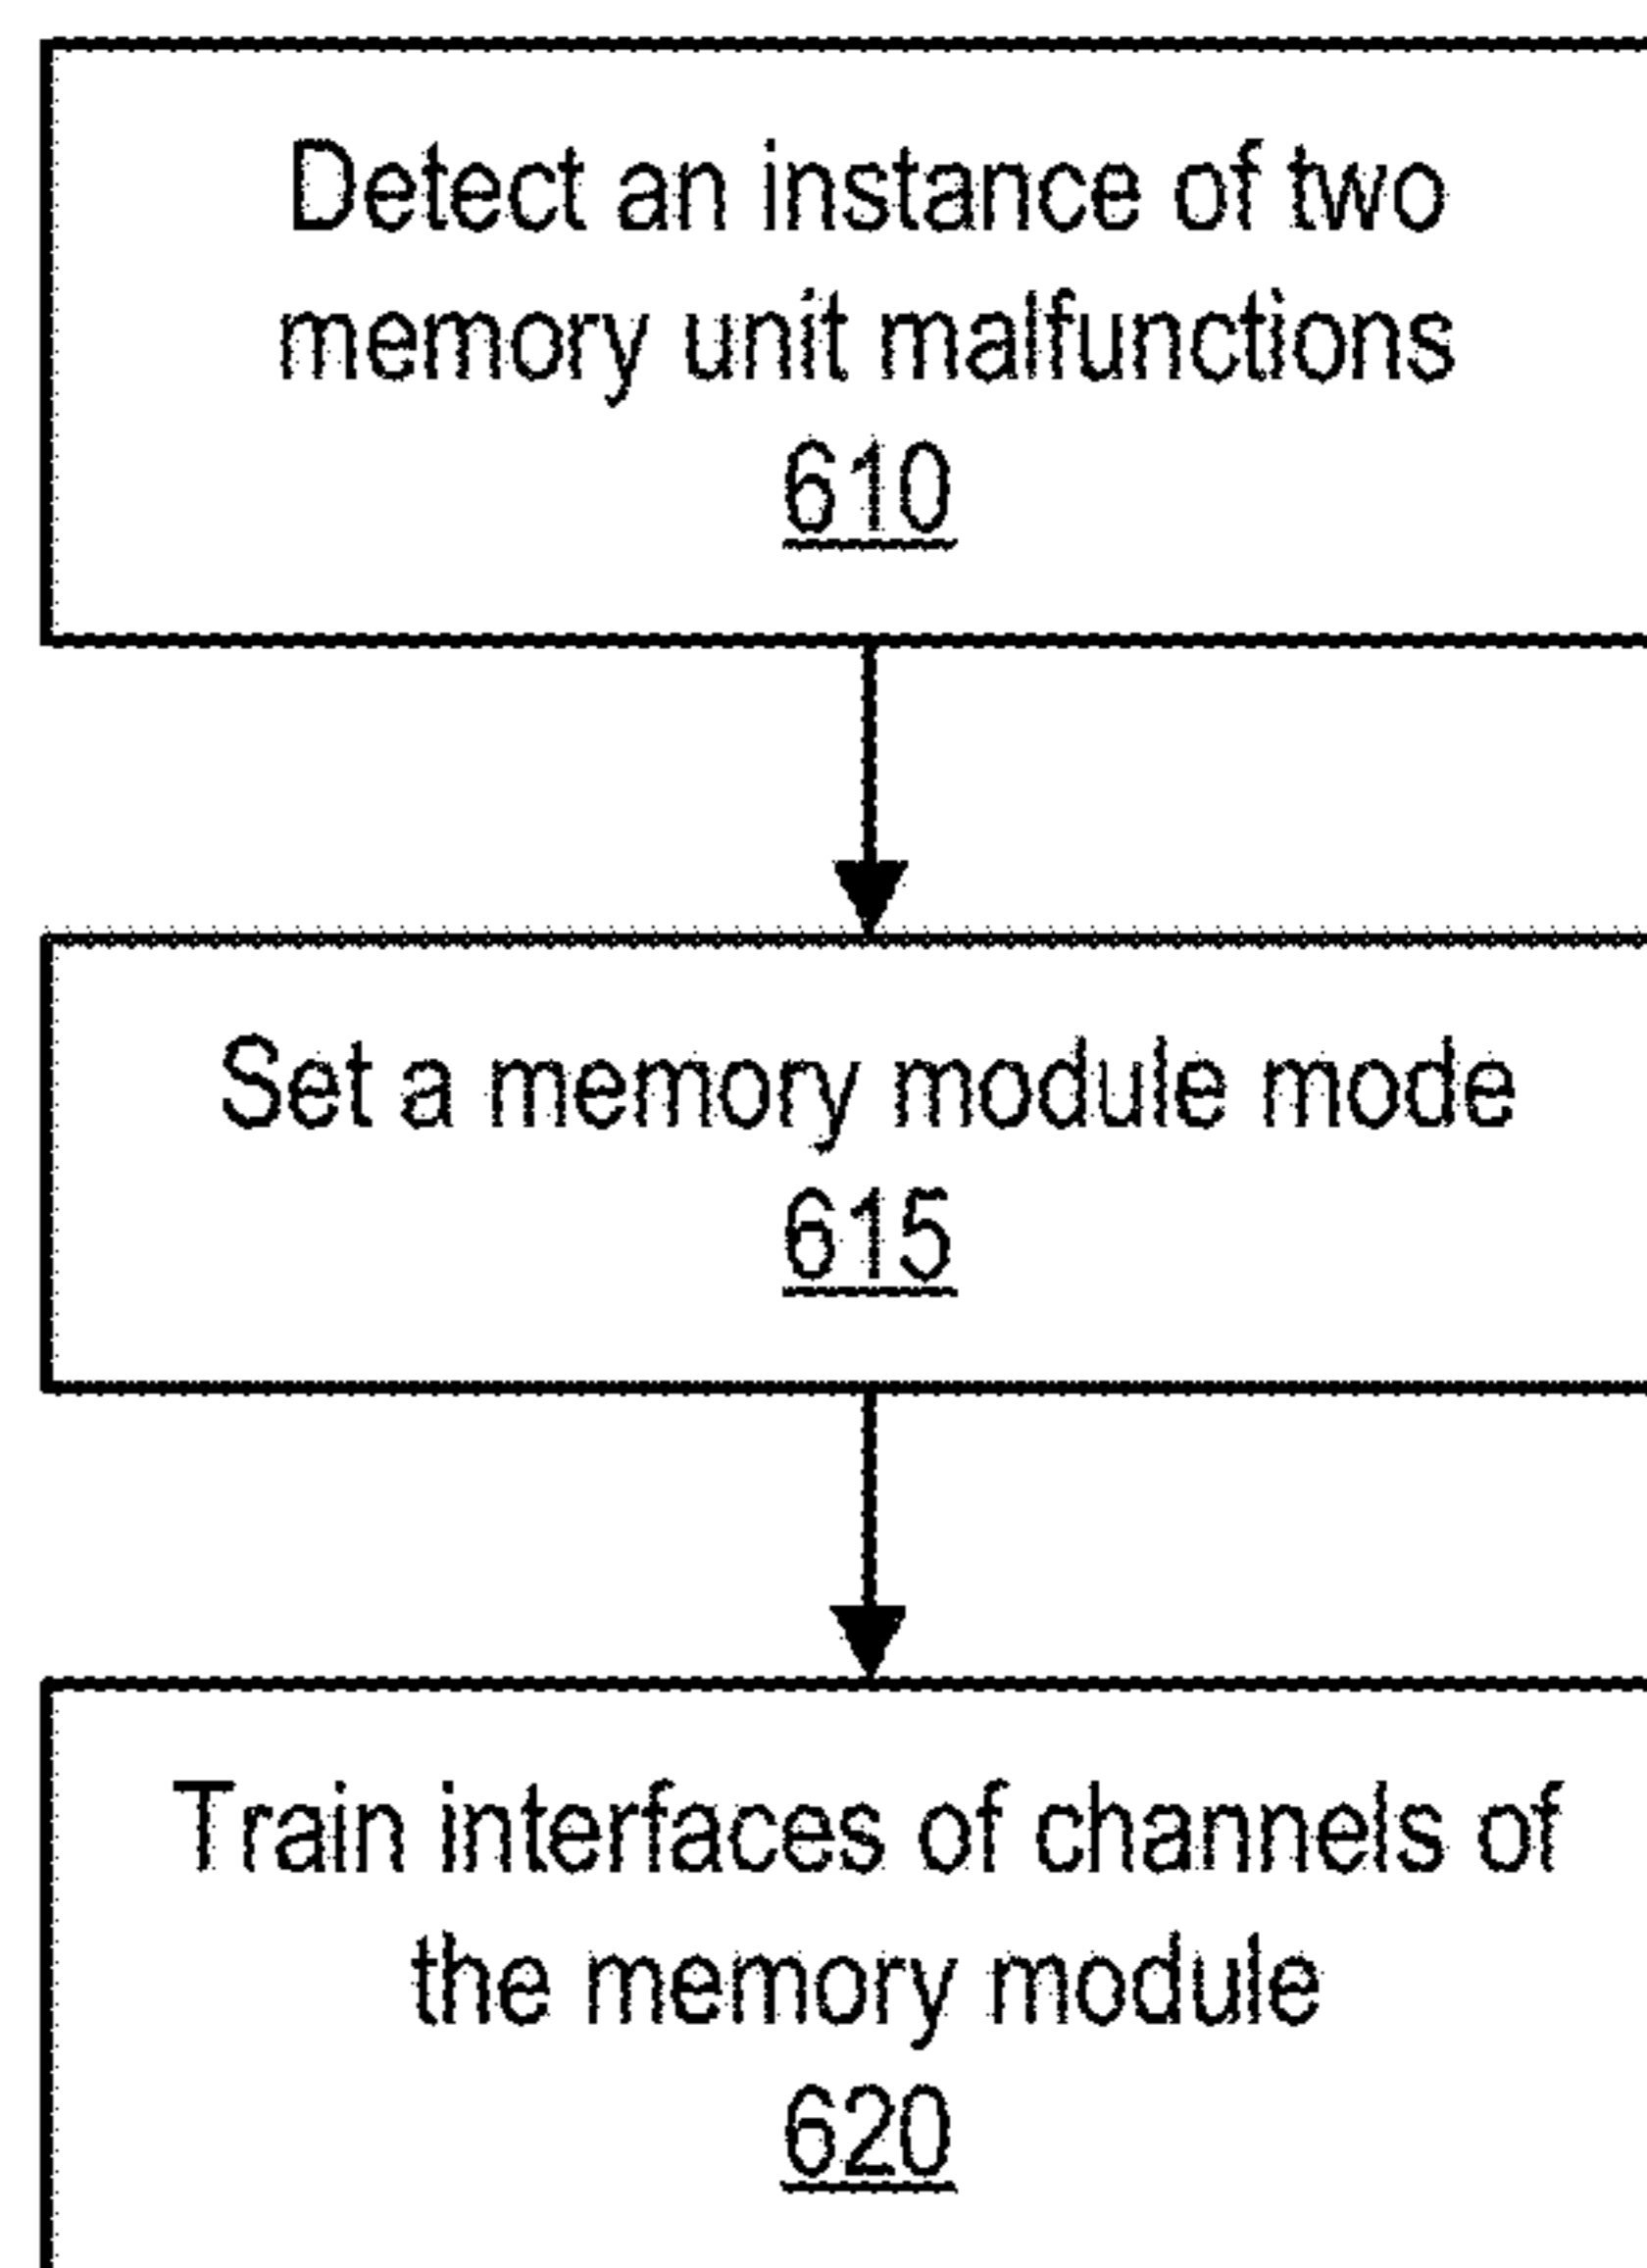 Detect an instance of two
memory unit malfunctions
610
Set a memory module mode
615
Train interfaces of channels of
the memory module
620